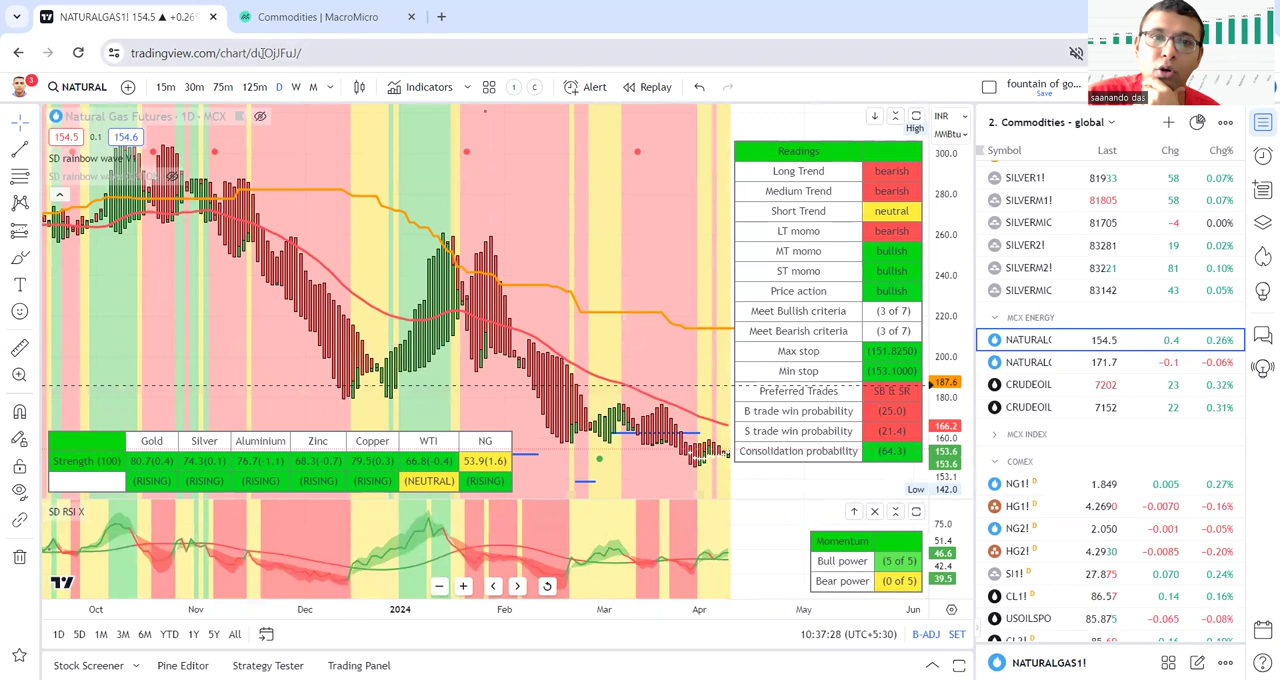 NATURALGAS1! 154.5 ▲ +0.26
Commodities | MacroMicro
tradingview.com/chart/duOjJFuJ/
3
NATURAL
15m 30m 75m 125m D W M
Indicators
1
C
Alert
Replay
fountain of go...
Save
saanando das
Natural Gas Futures · 1D · MCX
154.5 0.1 154.6
SD rainbow wave V1
INR
MMBtu
High
300.0
280.0
260.0
240.0
220.0
200.0
187.6
180.0
166.2
160.0
153.6
153.6
153.1
Low 142.0
Readings
Long Trend bearish
Medium Trend bearish
Short Trend neutral
LT momo bearish
MT momo bullish
ST momo bullish
Price action bullish
Meet Bullish criteria (3 of 7)
Meet Bearish criteria (3 of 7)
Max stop (151.8250)
Min stop (153.1000)
Preferred Trades SB & SR
B trade win probability (25.0)
S trade win probability (21.4)
Consolidation probability (64.3)
Gold Silver Aluminium Zinc Copper WTI NG
Strength (100) 80.7(0.4) 74.3(0.1) 76.7(-1.1) 68.3(-0.7) 79.5(0.3) 66.8(-0.4) 53.9(1.6)
(RISING) (RISING) (RISING) (RISING) (RISING) (NEUTRAL) (RISING)
SD RSI X
Momentum
Bull power (5 of 5)
Bear power (0 of 5)
75.0
51.4
46.6
42.4
39.5
Oct Nov Dec 2024 Feb Mar Apr May Jun
1D 5D 1M 3M 6M YTD 1Y 5Y All
10:37:28 (UTC+5:30) B-ADJ SET
Stock Screener Pine Editor Strategy Tester Trading Panel
2. Commodities - global
Symbol Last Chg Chg%
SILVER1! 81933 58 0.07%
SILVERM1! 81805 58 0.07%
SILVERMIC 81705 −4 0.00%
SILVER2! 83281 19 0.02%
SILVERM2! 83221 81 0.10%
SILVERMIC 83142 43 0.05%
MCX ENERGY
NATURALG 154.5 0.4 0.26%
NATURALG 171.7 −0.1 −0.06%
CRUDEOIL 7202 23 0.32%
CRUDEOIL 7152 22 0.31%
MCX INDEX
COMEX
NG1! D 1.849 0.005 0.27%
HG1! D 4.2690 −0.0070 −0.16%
NG2! D 2.050 −0.001 −0.05%
HG2! D 4.2930 −0.0085 −0.20%
SI1! D 27.875 0.070 0.24%
CL1! D 86.57 0.14 0.16%
USOILSPO 85.875 −0.065 −0.08%
NATURALGAS1!